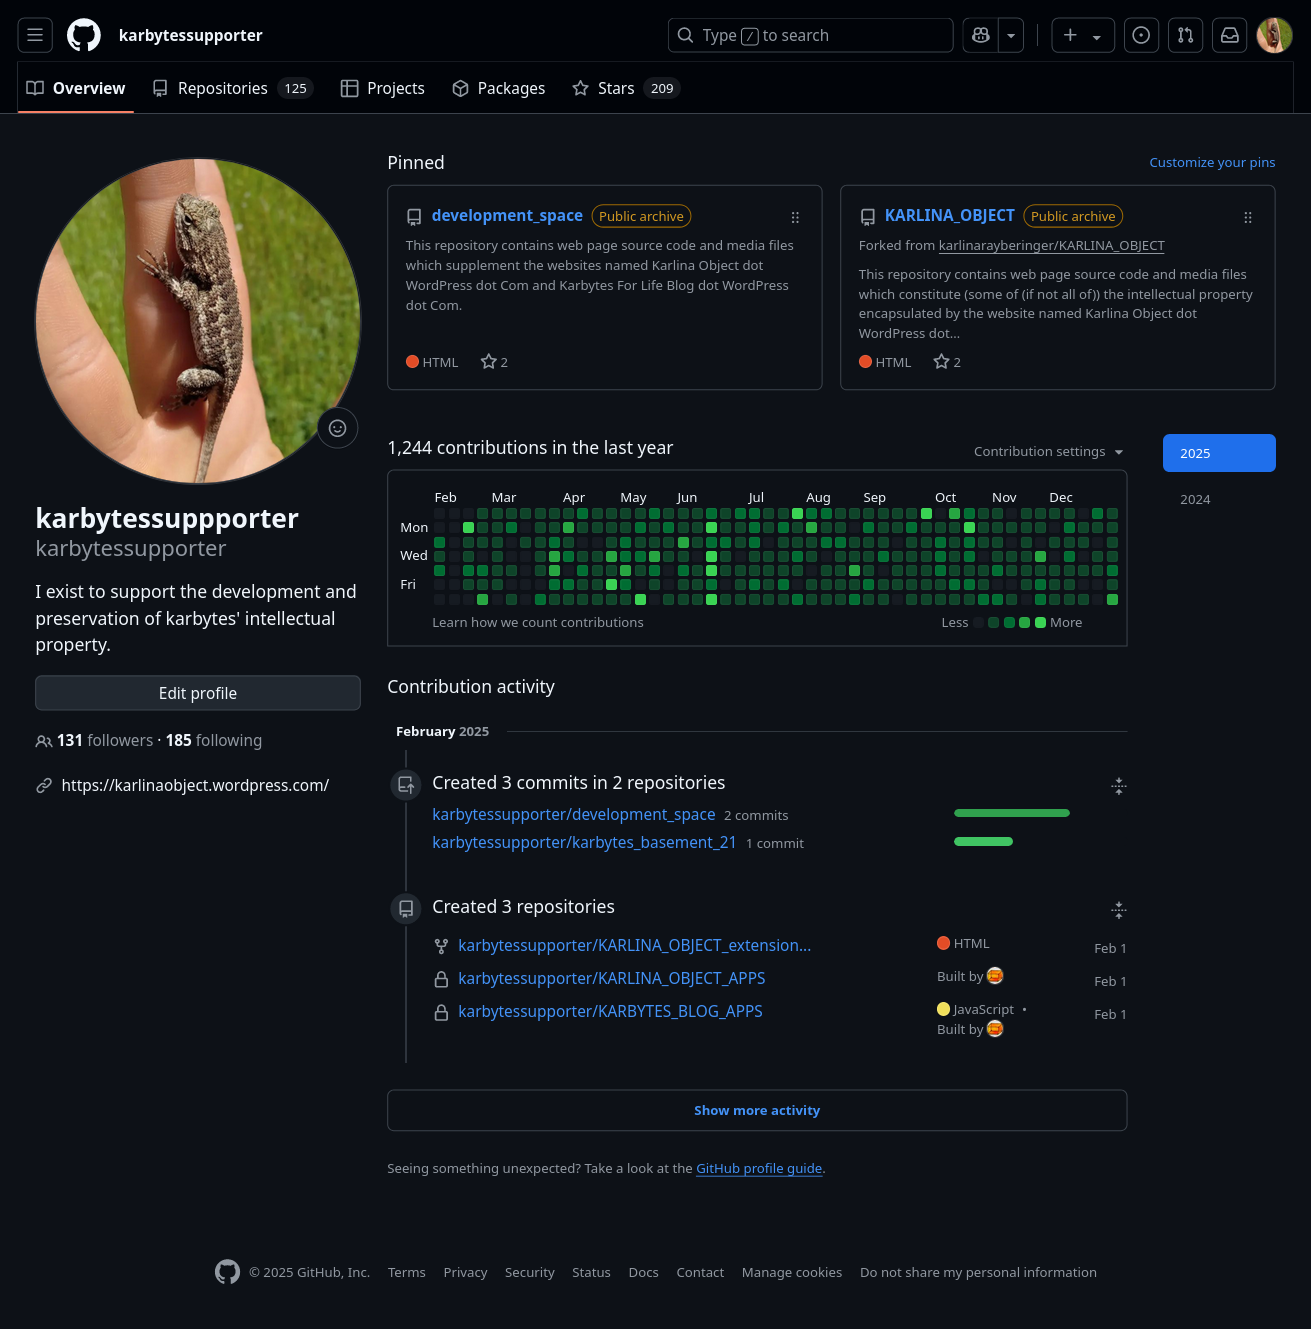 karbytessupporter
Type / to search
Overview
Repositories 125
Projects
Packages
Stars 209
karbytessuppporter
karbytessupporter
I exist to support the development and
preservation of karbytes' intellectual
property.
Edit profile
131 followers · 185 following
https://karlinaobject.wordpress.com/
Pinned
Customize your pins
development_space Public archive
This repository contains web page source code and media files
which supplement the websites named Karlina Object dot
WordPress dot Com and Karbytes For Life Blog dot WordPress
dot Com.
HTML 2
KARLINA_OBJECT Public archive
Forked from karlinarayberinger/KARLINA_OBJECT
This repository contains web page source code and media files
which constitute (some of (if not all of)) the intellectual property
encapsulated by the website named Karlina Object dot
WordPress dot…
HTML 2
1,244 contributions in the last year
Contribution settings
2025
2024
Feb Mar Apr May Jun Jul Aug Sep Oct Nov Dec
Mon
Wed
Fri
Learn how we count contributions
Less More
Contribution activity
February 2025
Created 3 commits in 2 repositories
karbytessupporter/development_space 2 commits
karbytessupporter/karbytes_basement_21 1 commit
Created 3 repositories
karbytessupporter/KARLINA_OBJECT_extension… HTML Feb 1
Built by
karbytessupporter/KARLINA_OBJECT_APPS Feb 1
karbytessupporter/KARBYTES_BLOG_APPS JavaScript • Feb 1
Built by
Show more activity
Seeing something unexpected? Take a look at the GitHub profile guide.
© 2025 GitHub, Inc. Terms Privacy Security Status Docs Contact Manage cookies Do not share my personal information